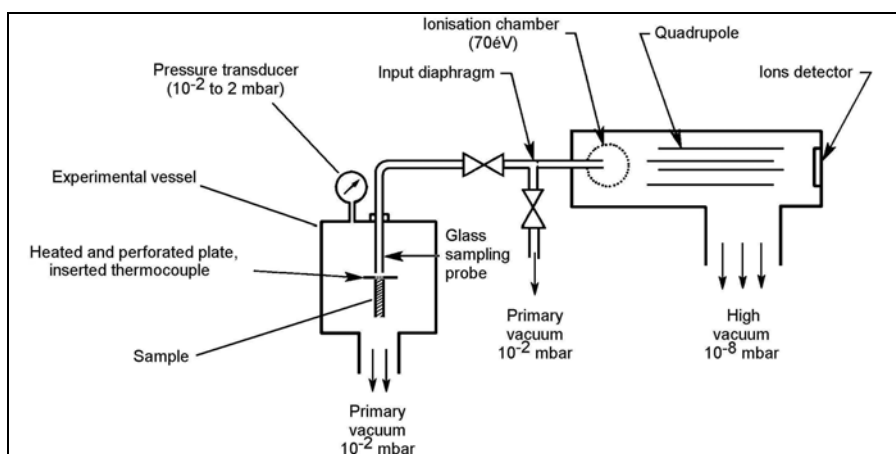 Ionisation chamber
(70éV)
Quadrupole
Pressure transducer
(10-2 to 2 mbar)
Input diaphragm
Ions detector
Experimental vessel
Heated and perforated plate,
inserted thermocouple
Glass
sampling
probe
Sample
Primary
vacuum
10-2 mbar
High
vacuum
10-8 mbar
Primary
vacuum
10-2 mbar